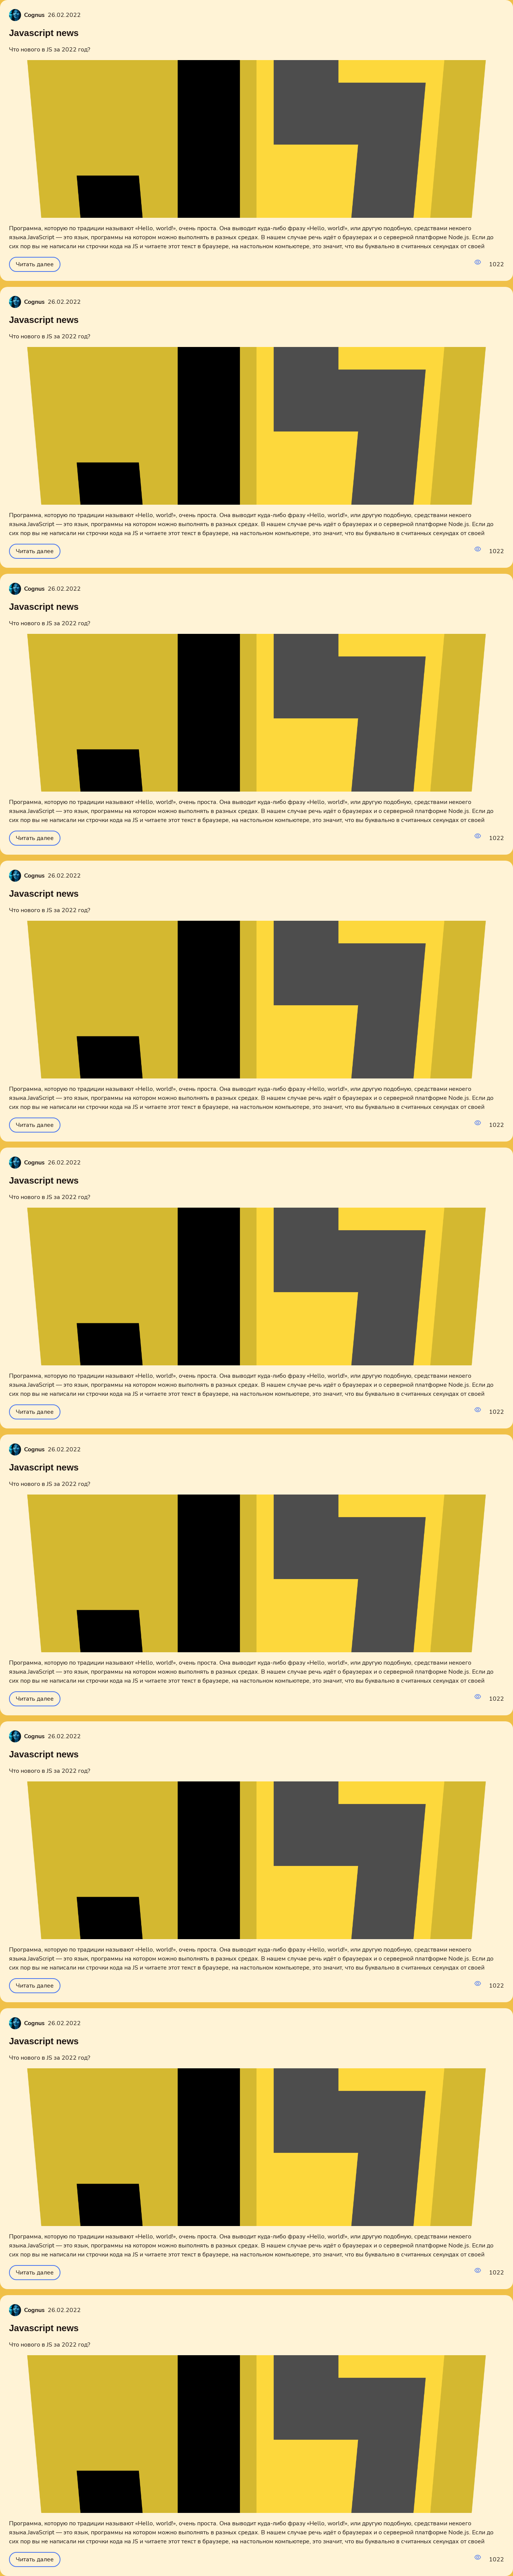 Cognus 26.02.2022
Javascript news
Что нового в JS за 2022 год?
Программа, которую по традиции называют «Hello, world!», очень проста. Она выводит куда-либо фразу «Hello, world!», или другую подобную, средствами некоего
языка.JavaScript — это язык, программы на котором можно выполнять в разных средах. В нашем случае речь идёт о браузерах и о серверной платформе Node.js. Если до
сих пор вы не написали ни строчки кода на JS и читаете этот текст в браузере, на настольном компьютере, это значит, что вы буквально в считанных секундах от своей
Читать далее 1022
Cognus 26.02.2022
Javascript news
Что нового в JS за 2022 год?
Программа, которую по традиции называют «Hello, world!», очень проста. Она выводит куда-либо фразу «Hello, world!», или другую подобную, средствами некоего
языка.JavaScript — это язык, программы на котором можно выполнять в разных средах. В нашем случае речь идёт о браузерах и о серверной платформе Node.js. Если до
сих пор вы не написали ни строчки кода на JS и читаете этот текст в браузере, на настольном компьютере, это значит, что вы буквально в считанных секундах от своей
Читать далее 1022
Cognus 26.02.2022
Javascript news
Что нового в JS за 2022 год?
Программа, которую по традиции называют «Hello, world!», очень проста. Она выводит куда-либо фразу «Hello, world!», или другую подобную, средствами некоего
языка.JavaScript — это язык, программы на котором можно выполнять в разных средах. В нашем случае речь идёт о браузерах и о серверной платформе Node.js. Если до
сих пор вы не написали ни строчки кода на JS и читаете этот текст в браузере, на настольном компьютере, это значит, что вы буквально в считанных секундах от своей
Читать далее 1022
Cognus 26.02.2022
Javascript news
Что нового в JS за 2022 год?
Программа, которую по традиции называют «Hello, world!», очень проста. Она выводит куда-либо фразу «Hello, world!», или другую подобную, средствами некоего
языка.JavaScript — это язык, программы на котором можно выполнять в разных средах. В нашем случае речь идёт о браузерах и о серверной платформе Node.js. Если до
сих пор вы не написали ни строчки кода на JS и читаете этот текст в браузере, на настольном компьютере, это значит, что вы буквально в считанных секундах от своей
Читать далее 1022
Cognus 26.02.2022
Javascript news
Что нового в JS за 2022 год?
Программа, которую по традиции называют «Hello, world!», очень проста. Она выводит куда-либо фразу «Hello, world!», или другую подобную, средствами некоего
языка.JavaScript — это язык, программы на котором можно выполнять в разных средах. В нашем случае речь идёт о браузерах и о серверной платформе Node.js. Если до
сих пор вы не написали ни строчки кода на JS и читаете этот текст в браузере, на настольном компьютере, это значит, что вы буквально в считанных секундах от своей
Читать далее 1022
Cognus 26.02.2022
Javascript news
Что нового в JS за 2022 год?
Программа, которую по традиции называют «Hello, world!», очень проста. Она выводит куда-либо фразу «Hello, world!», или другую подобную, средствами некоего
языка.JavaScript — это язык, программы на котором можно выполнять в разных средах. В нашем случае речь идёт о браузерах и о серверной платформе Node.js. Если до
сих пор вы не написали ни строчки кода на JS и читаете этот текст в браузере, на настольном компьютере, это значит, что вы буквально в считанных секундах от своей
Читать далее 1022
Cognus 26.02.2022
Javascript news
Что нового в JS за 2022 год?
Программа, которую по традиции называют «Hello, world!», очень проста. Она выводит куда-либо фразу «Hello, world!», или другую подобную, средствами некоего
языка.JavaScript — это язык, программы на котором можно выполнять в разных средах. В нашем случае речь идёт о браузерах и о серверной платформе Node.js. Если до
сих пор вы не написали ни строчки кода на JS и читаете этот текст в браузере, на настольном компьютере, это значит, что вы буквально в считанных секундах от своей
Читать далее 1022
Cognus 26.02.2022
Javascript news
Что нового в JS за 2022 год?
Программа, которую по традиции называют «Hello, world!», очень проста. Она выводит куда-либо фразу «Hello, world!», или другую подобную, средствами некоего
языка.JavaScript — это язык, программы на котором можно выполнять в разных средах. В нашем случае речь идёт о браузерах и о серверной платформе Node.js. Если до
сих пор вы не написали ни строчки кода на JS и читаете этот текст в браузере, на настольном компьютере, это значит, что вы буквально в считанных секундах от своей
Читать далее 1022
Cognus 26.02.2022
Javascript news
Что нового в JS за 2022 год?
Программа, которую по традиции называют «Hello, world!», очень проста. Она выводит куда-либо фразу «Hello, world!», или другую подобную, средствами некоего
языка.JavaScript — это язык, программы на котором можно выполнять в разных средах. В нашем случае речь идёт о браузерах и о серверной платформе Node.js. Если до
сих пор вы не написали ни строчки кода на JS и читаете этот текст в браузере, на настольном компьютере, это значит, что вы буквально в считанных секундах от своей
Читать далее 1022